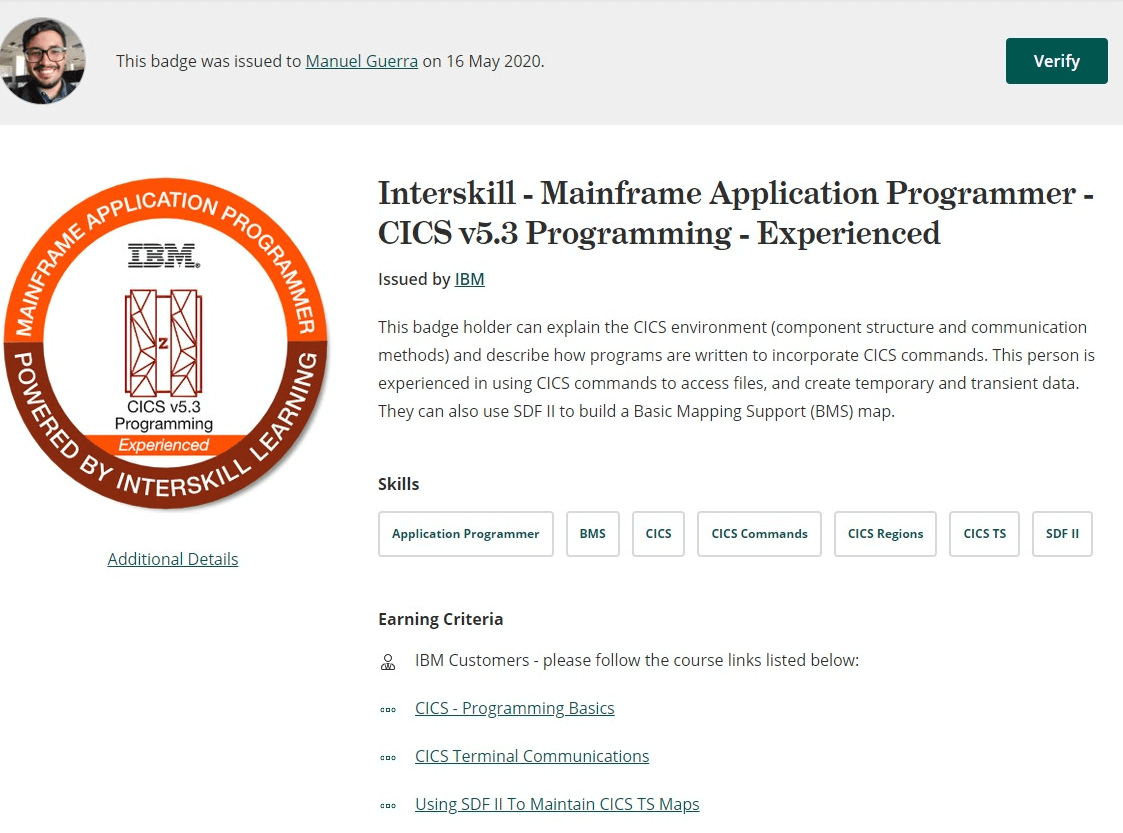 This badge was issued to Manuel Guerra on 16 May 2020.
Verify
MAINFRAME APPLICATION PROGRAMMER
IBM®
Z
CICS v5.3
Programming
Experienced
POWERED BY INTERSKILL LEARNING
Additional Details
Interskill - Mainframe Application Programmer -
CICS v5.3 Programming - Experienced
Issued by IBM
This badge holder can explain the CICS environment (component structure and communication
methods) and describe how programs are written to incorporate CICS commands. This person is
experienced in using CICS commands to access files, and create temporary and transient data.
They can also use SDF II to build a Basic Mapping Support (BMS) map.
Skills
Application Programmer BMS CICS CICS Commands CICS Regions CICS TS SDF II
Earning Criteria
IBM Customers - please follow the course links listed below:
CICS - Programming Basics
CICS Terminal Communications
Using SDF II To Maintain CICS TS Maps